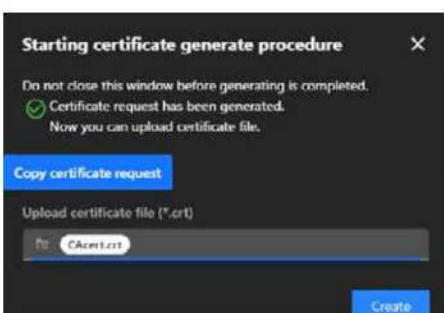 Starting certificate generate procedure
Do not close this window before generating is completed.
Certificate request has been generated.
Now you can upload certificate file.
Copy certificate request
Upload certificate file (*.crt)
CAcert.crt
Create